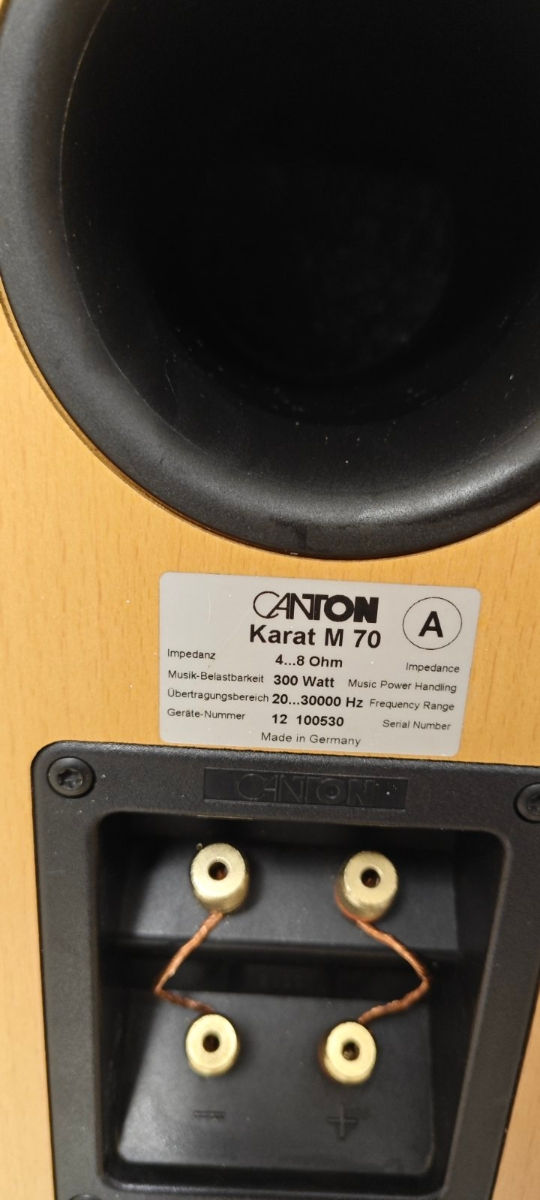 CANTON
Karat M 70
A
Impedanz 4...8 Ohm Impedance
Musik-Belastbarkeit 300 Watt Music Power Handling
Übertragungsbereich 20...30000 Hz Frequency Range
Geräte-Nummer 12 100530 Serial Number
Made in Germany
CANTON
− +